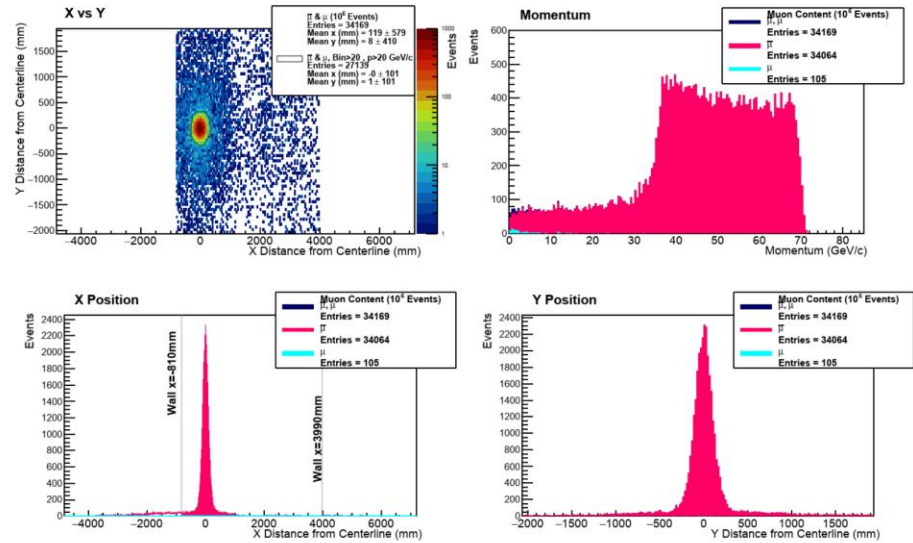 X vs Y
Y Distance from Centerline (mm)
1500
1000
500
0
−500
−1000
−1500
−2000
−4000 −2000 0 2000 4000 6000
X Distance from Centerline (mm)
μ̅ & μ (10⁶ Events)
Entries = 34169
Mean x (mm) = 119 ± 579
Mean y (mm) = 8 ± 410
μ̅ & μ, Bin>20 , p>20 GeV/c
Entries = 27139
Mean x (mm) = -0 ± 101
Mean y (mm) = 1 ± 101
Events
1000
100
10
1
Momentum
Events
600
500
400
300
200
100
0
0 10 20 30 40 50 60 70 80
Momentum (GeV/c)
Muon Content (10⁶ Events)
μ̅, μ
Entries = 34169
μ̅
Entries = 34064
μ
Entries = 105
X Position
Events
2400
2200
2000
1800
1600
1400
1200
1000
800
600
400
200
0
−4000 −2000 0 2000 4000 6000
X Distance from Centerline (mm)
Wall x=-810mm
Wall x=3990mm
Muon Content (10⁶ Events)
μ̅, μ
Entries = 34169
μ̅
Entries = 34064
μ
Entries = 105
Y Position
Events
2400
2200
2000
1800
1600
1400
1200
1000
800
600
400
200
0
−2000 −1500 −1000 −500 0 500 1000 1500
Y Distance from Centerline (mm)
Muon Content (10⁶ Events)
μ̅, μ
Entries = 34169
μ̅
Entries = 34064
μ
Entries = 105